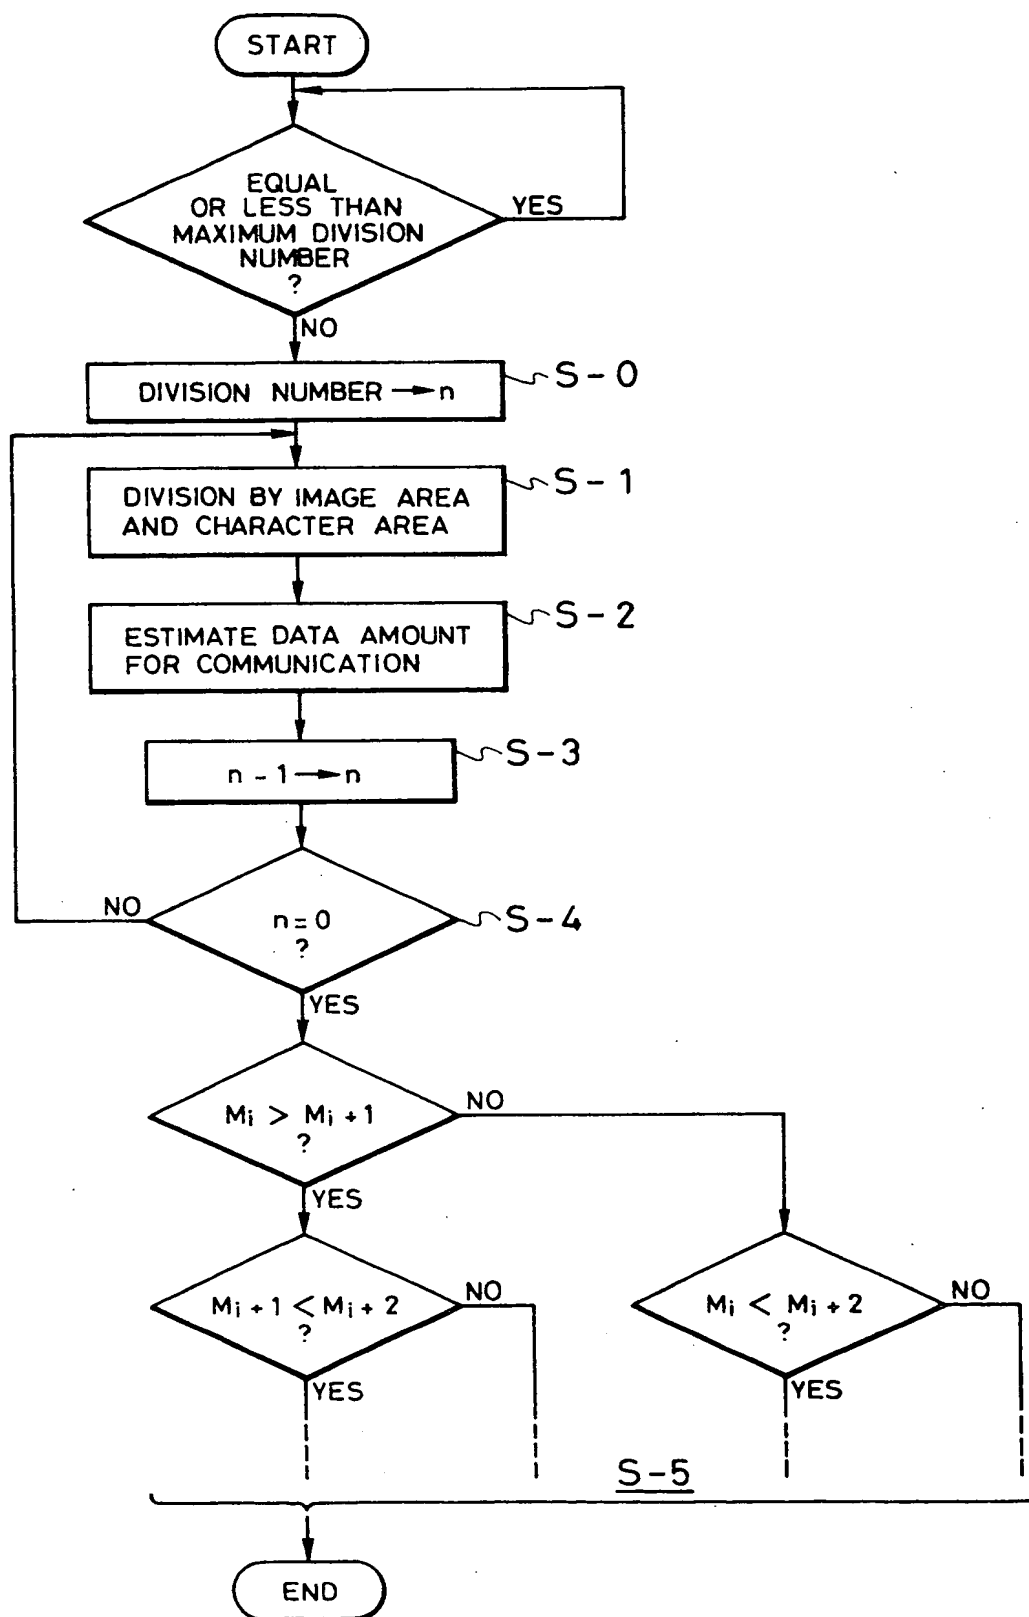 START
EQUAL
OR LESS THAN
MAXIMUM DIVISION
NUMBER
?
YES
NO
DIVISION NUMBER → n
S-0
DIVISION BY IMAGE AREA
AND CHARACTER AREA
S-1
ESTIMATE DATA AMOUNT
FOR COMMUNICATION
S-2
n - 1 → n
S-3
n = 0
?
NO
S-4
YES
Mi > Mi + 1
?
NO
YES
Mi + 1 < Mi + 2
?
NO
YES
Mi < Mi + 2
?
NO
YES
S-5
END